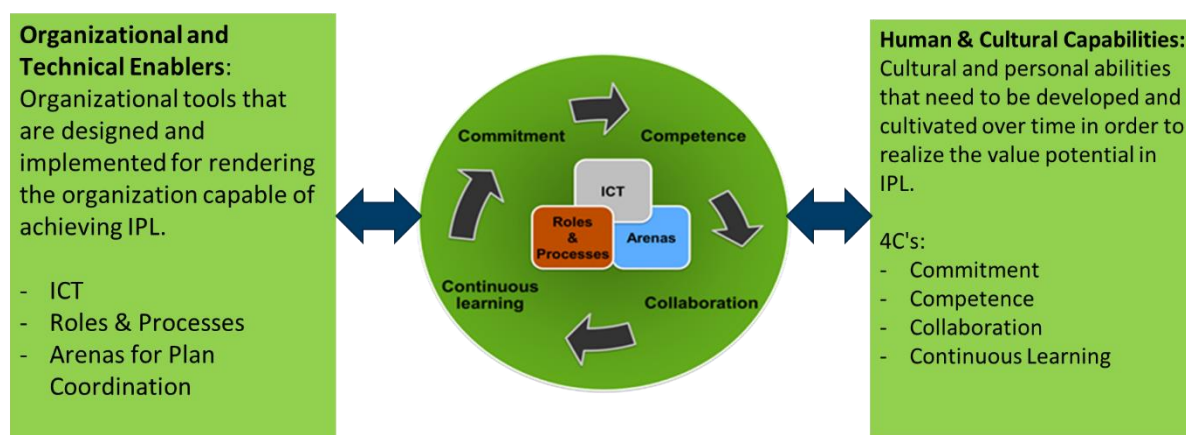 Organizational and
Technical Enablers:
Organizational tools that
are designed and
implemented for rendering
the organization capable of
achieving IPL.
- ICT
- Roles & Processes
- Arenas for Plan
Coordination
Commitment
Competence
ICT
Roles
&
Processes
Arenas
Continuous
learning
Collaboration
Human & Cultural Capabilities:
Cultural and personal abilities
that need to be developed and
cultivated over time in order to
realize the value potential in
IPL.
4C's:
- Commitment
- Competence
- Collaboration
- Continuous Learning